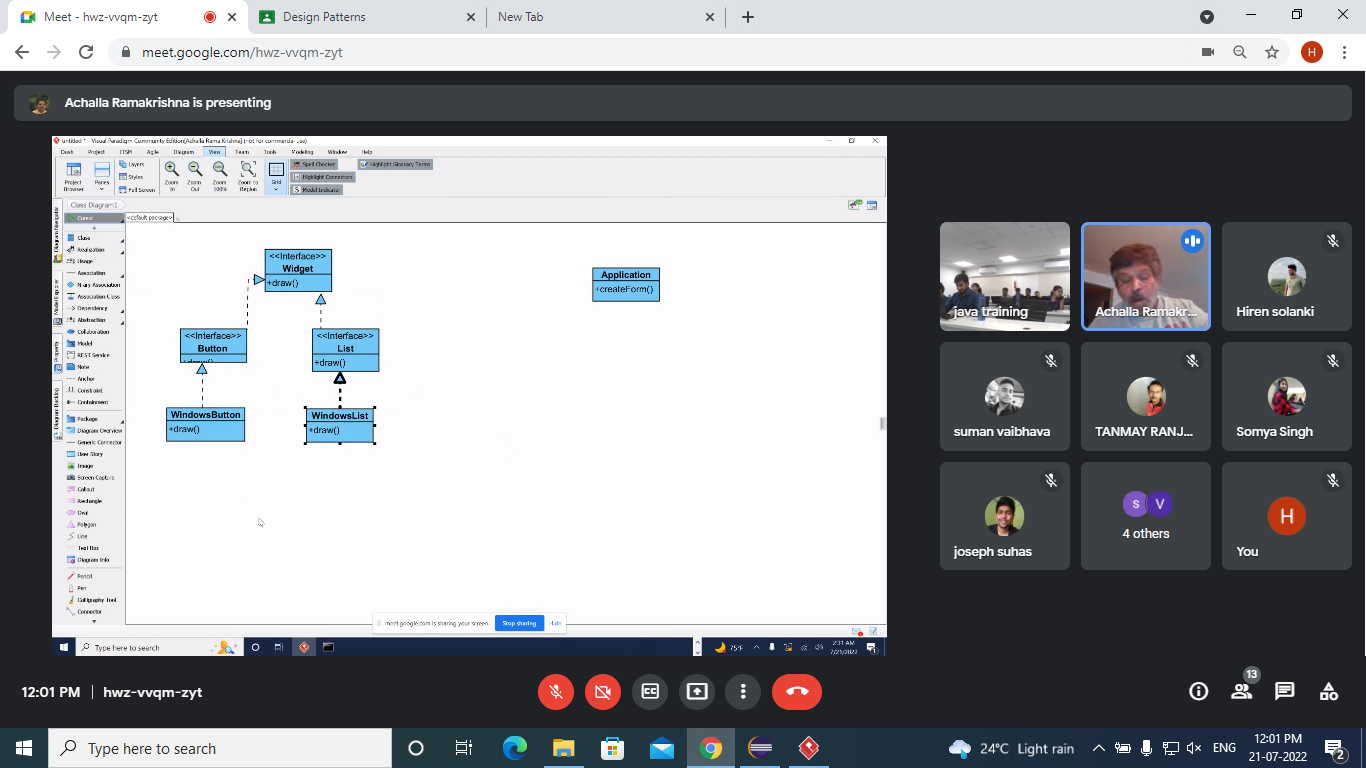 Meet - hwz-vvqm-zyt
Design Patterns
New Tab
meet.google.com/hwz-vvqm-zyt
H
Achalla Ramakrishna is presenting
untitled * - Visual Paradigm Community Edition[Achalla Rama Krishna] (not for commercial use)
Dash Project ITSM Agile Diagram View Team Tools Modeling Window Help
Project Browser
Panes
Layers
Styles
Full Screen
Zoom In
Zoom Out
Zoom 100%
Zoom to Region
Grid
Spell Checker
Highlight Connectors
Model Indicator
Highlight Glossary Terms
Class Diagram1
<default package>
Diagram Navigator
Model Explorer
Property
Diagram Backlog
Cursor
Class
Realization
Usage
Association
N-ary Association
Association Class
Dependency
Abstraction
Collaboration
Model
REST Service
Note
Anchor
Constraint
Containment
Package
Diagram Overview
Generic Connector
User Story
Image
Screen Capture
Callout
Rectangle
Oval
Polygon
Line
Text Box
Diagram Info
Pencil
Pen
Calligraphy Tool
Connector
<<Interface>>
Widget
+draw()
<<Interface>>
Button
+draw()
<<Interface>>
List
+draw()
WindowsButton
+draw()
WindowsList
+draw()
Application
+createForm()
meet.google.com is sharing your screen.
Stop sharing
Hide
Type here to search
75°F
2:31 AM
7/21/2022
java training
Achalla Ramakr...
Hiren solanki
suman vaibhava
TANMAY RANJ...
Somya Singh
joseph suhas
S V
4 others
H
You
12:01 PM | hwz-vvqm-zyt
13
Type here to search
24°C Light rain
ENG
12:01 PM
21-07-2022
2